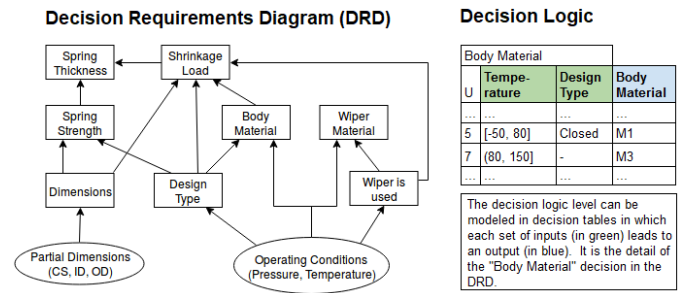 Decision Requirements Diagram (DRD)
Spring
Thickness
Shrinkage
Load
Spring
Strength
Body
Material
Wiper
Material
Dimensions
Design
Type
Wiper is
used
Partial Dimensions
(CS, ID, OD)
Operating Conditions
(Pressure, Temperature)
Decision Logic
Body Material
U Tempe-rature Design Type Body Material
... ... ... ...
5 [-50, 80] Closed M1
7 (80, 150] - M3
... ... ... ...
The decision logic level can be
modeled in decision tables in which
each set of inputs (in green) leads to
an output (in blue). It is the detail of
the "Body Material" decision in the
DRD.